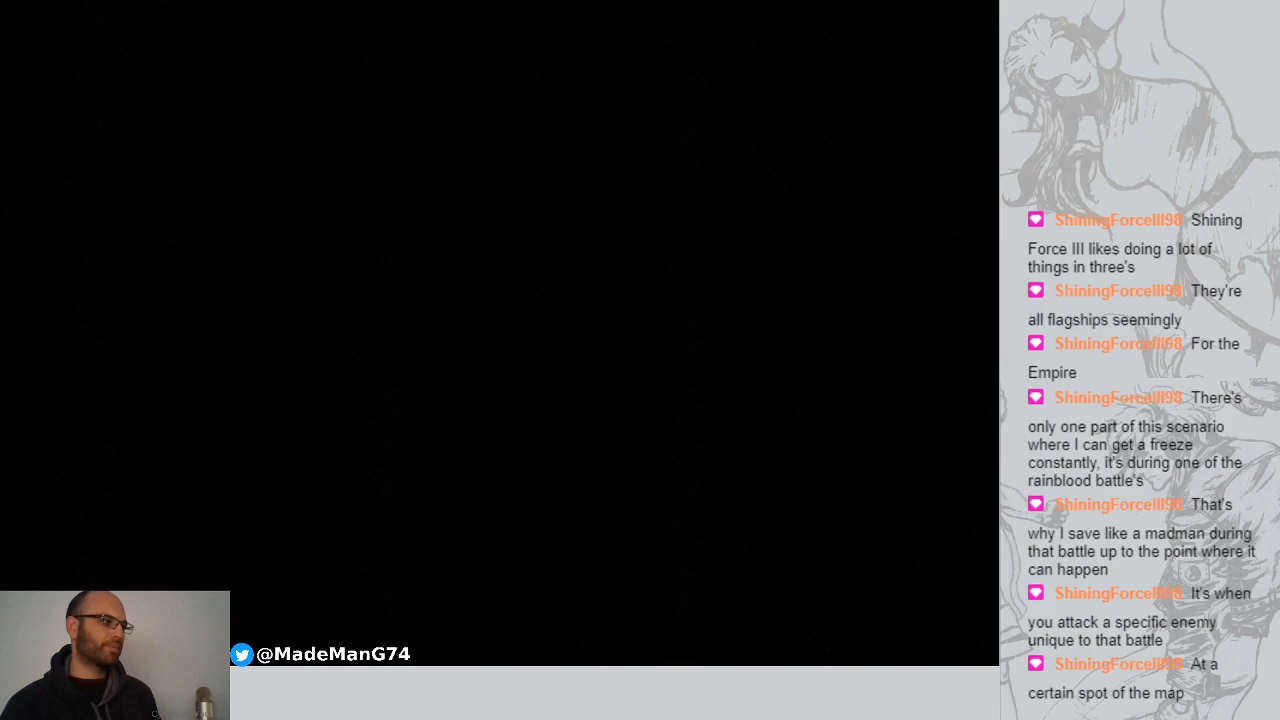 ShiningForceIII98 Shining
Force III likes doing a lot of
things in three's
ShiningForceIII98 They're
all flagships seemingly
ShiningForceIII98 For the
Empire
ShiningForceIII98 There's
only one part of this scenario
where I can get a freeze
constantly, it's during one of the
rainblood battle's
ShiningForceIII98 That's
why I save like a madman during
that battle up to the point where it
can happen
ShiningForceIII98 It's when
you attack a specific enemy
unique to that battle
ShiningForceIII98 At a
certain spot of the map
@MadeManG74